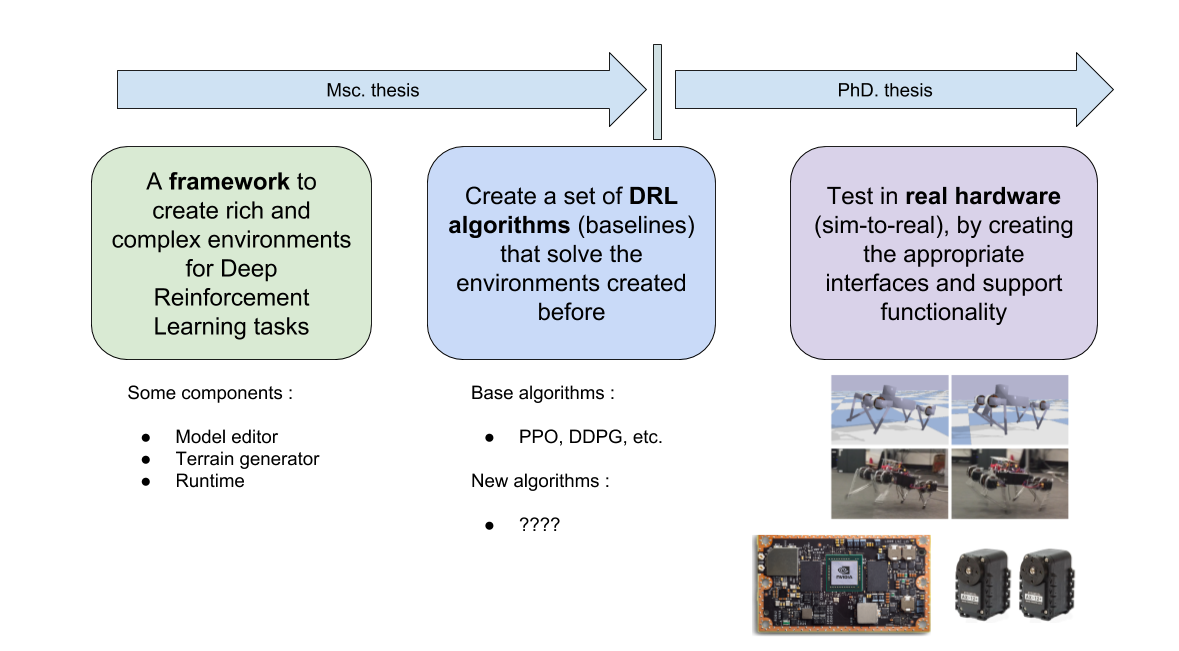 Msc. thesis
PhD. thesis
A framework to
create rich and
complex environments
for Deep
Reinforcement
Learning tasks
Create a set of DRL
algorithms (baselines)
that solve the
environments created
before
Test in real hardware
(sim-to-real), by creating
the appropriate
interfaces and support
functionality
Some components :
● Model editor
● Terrain generator
● Runtime
Base algorithms :
● PPO, DDPG, etc.
New algorithms :
● ????
NVIDIA